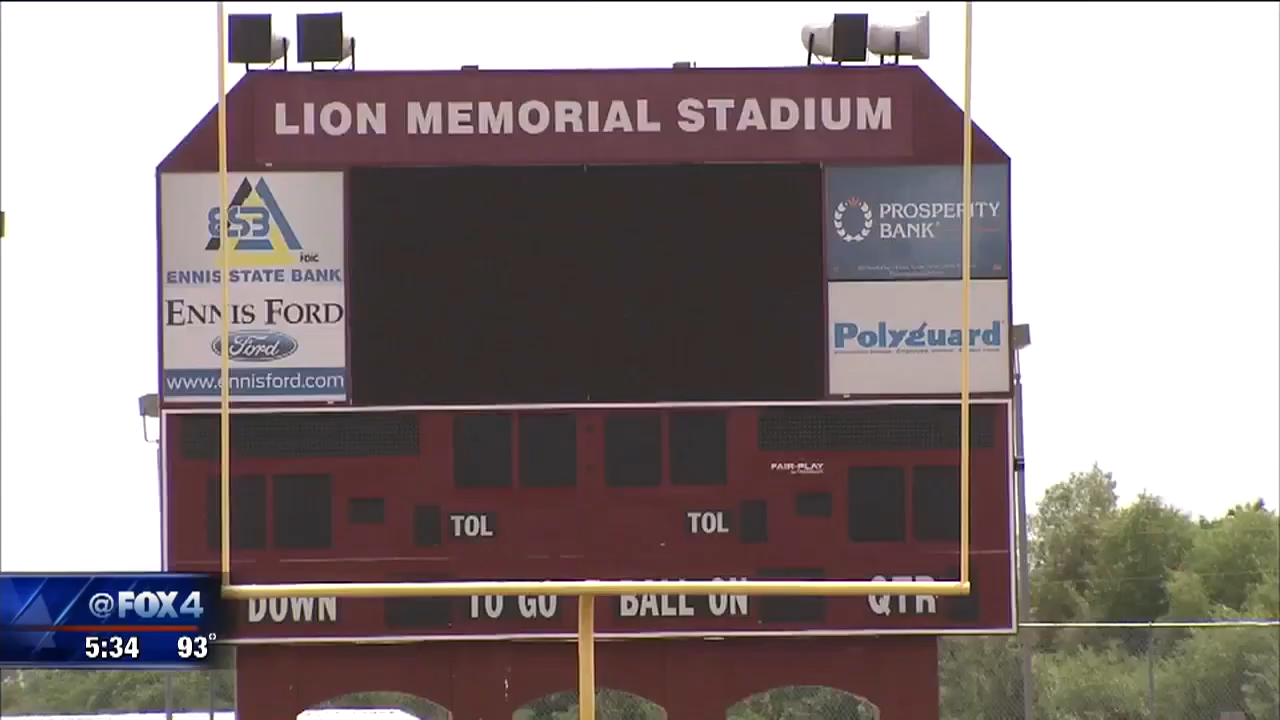 LION MEMORIAL STADIUM
ESB
FDIC
ENNIS STATE BANK
ENNIS FORD
Ford
www.ennisford.com
PROSPERITY
BANK
Polyguard
FAIR-PLAY
TOL
TOL
DOWN
TO GO
BALL ON
QTR
@FOX4
5:34
93°